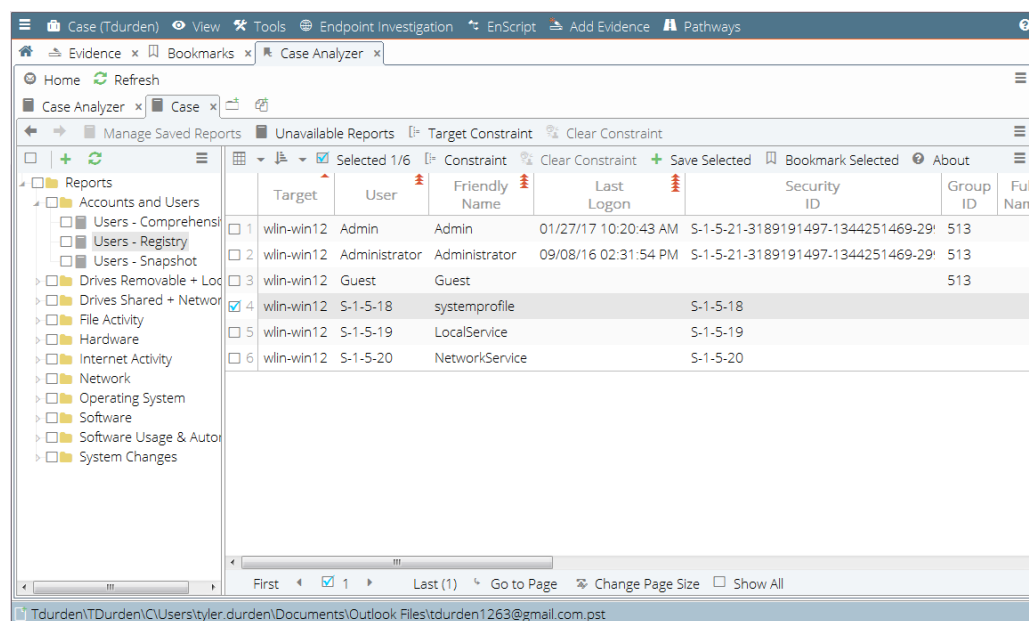 Case (Tdurden) View Tools Endpoint Investigation EnScript Add Evidence Pathways
Evidence x Bookmarks x Case Analyzer x
Home Refresh
Case Analyzer x Case x
Manage Saved Reports Unavailable Reports Target Constraint Clear Constraint
Selected 1/6 Constraint Clear Constraint Save Selected Bookmark Selected About
Reports
Accounts and Users
Users - Comprehensi
Users - Registry
Users - Snapshot
Drives Removable + Loc
Drives Shared + Networ
File Activity
Hardware
Internet Activity
Network
Operating System
Software
Software Usage & Autor
System Changes
Target User Friendly Name Last Logon Security ID Group ID Ful Nam
1 wlin-win12 Admin Admin 01/27/17 10:20:43 AM S-1-5-21-3189191497-1344251469-29 513
2 wlin-win12 Administrator Administrator 09/08/16 02:31:54 PM S-1-5-21-3189191497-1344251469-29 513
3 wlin-win12 Guest Guest 513
4 wlin-win12 S-1-5-18 systemprofile S-1-5-18
5 wlin-win12 S-1-5-19 LocalService S-1-5-19
6 wlin-win12 S-1-5-20 NetworkService S-1-5-20
First 1 Last (1) Go to Page Change Page Size Show All
Tdurden\TDurden\C\Users\tyler.durden\Documents\Outlook Files\tdurden1263@gmail.com.pst